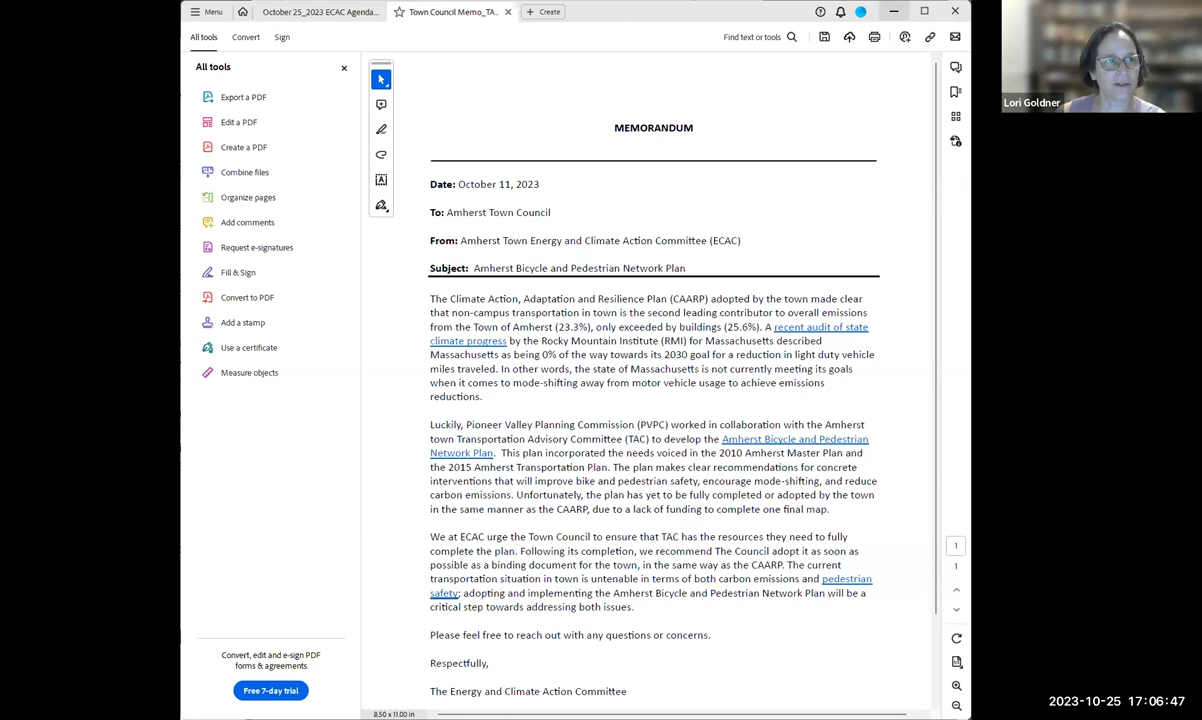 Menu
October 25_2023 ECAC Agenda...
Town Council Memo_TA...
Create
All tools
Convert
Sign
Find text or tools
All tools
Export a PDF
Edit a PDF
Create a PDF
Combine files
Organize pages
Add comments
Request e-signatures
Fill & Sign
Convert to PDF
Add a stamp
Use a certificate
Measure objects
Convert, edit and e-sign PDF
forms & agreements.
Free 7-day trial
MEMORANDUM
Date: October 11, 2023
To: Amherst Town Council
From: Amherst Town Energy and Climate Action Committee (ECAC)
Subject: Amherst Bicycle and Pedestrian Network Plan
The Climate Action, Adaptation and Resilience Plan (CAARP) adopted by the town made clear
that non-campus transportation in town is the second leading contributor to overall emissions
from the Town of Amherst (23.3%), only exceeded by buildings (25.6%). A recent audit of state
climate progress by the Rocky Mountain Institute (RMI) for Massachusetts described
Massachusetts as being 0% of the way towards its 2030 goal for a reduction in light duty vehicle
miles traveled. In other words, the state of Massachusetts is not currently meeting its goals
when it comes to mode-shifting away from motor vehicle usage to achieve emissions
reductions.
Luckily, Pioneer Valley Planning Commission (PVPC) worked in collaboration with the Amherst
town Transportation Advisory Committee (TAC) to develop the Amherst Bicycle and Pedestrian
Network Plan. This plan incorporated the needs voiced in the 2010 Amherst Master Plan and
the 2015 Amherst Transportation Plan. The plan makes clear recommendations for concrete
interventions that will improve bike and pedestrian safety, encourage mode-shifting, and reduce
carbon emissions. Unfortunately, the plan has yet to be fully completed or adopted by the town
in the same manner as the CAARP, due to a lack of funding to complete one final map.
We at ECAC urge the Town Council to ensure that TAC has the resources they need to fully
complete the plan. Following its completion, we recommend The Council adopt it as soon as
possible as a binding document for the town, in the same way as the CAARP. The current
transportation situation in town is untenable in terms of both carbon emissions and pedestrian
safety; adopting and implementing the Amherst Bicycle and Pedestrian Network Plan will be a
critical step towards addressing both issues.
Please feel free to reach out with any questions or concerns.
Respectfully,
The Energy and Climate Action Committee
8.50 x 11.00 in
1
1
Lori Goldner
2023-10-25 17:06:47